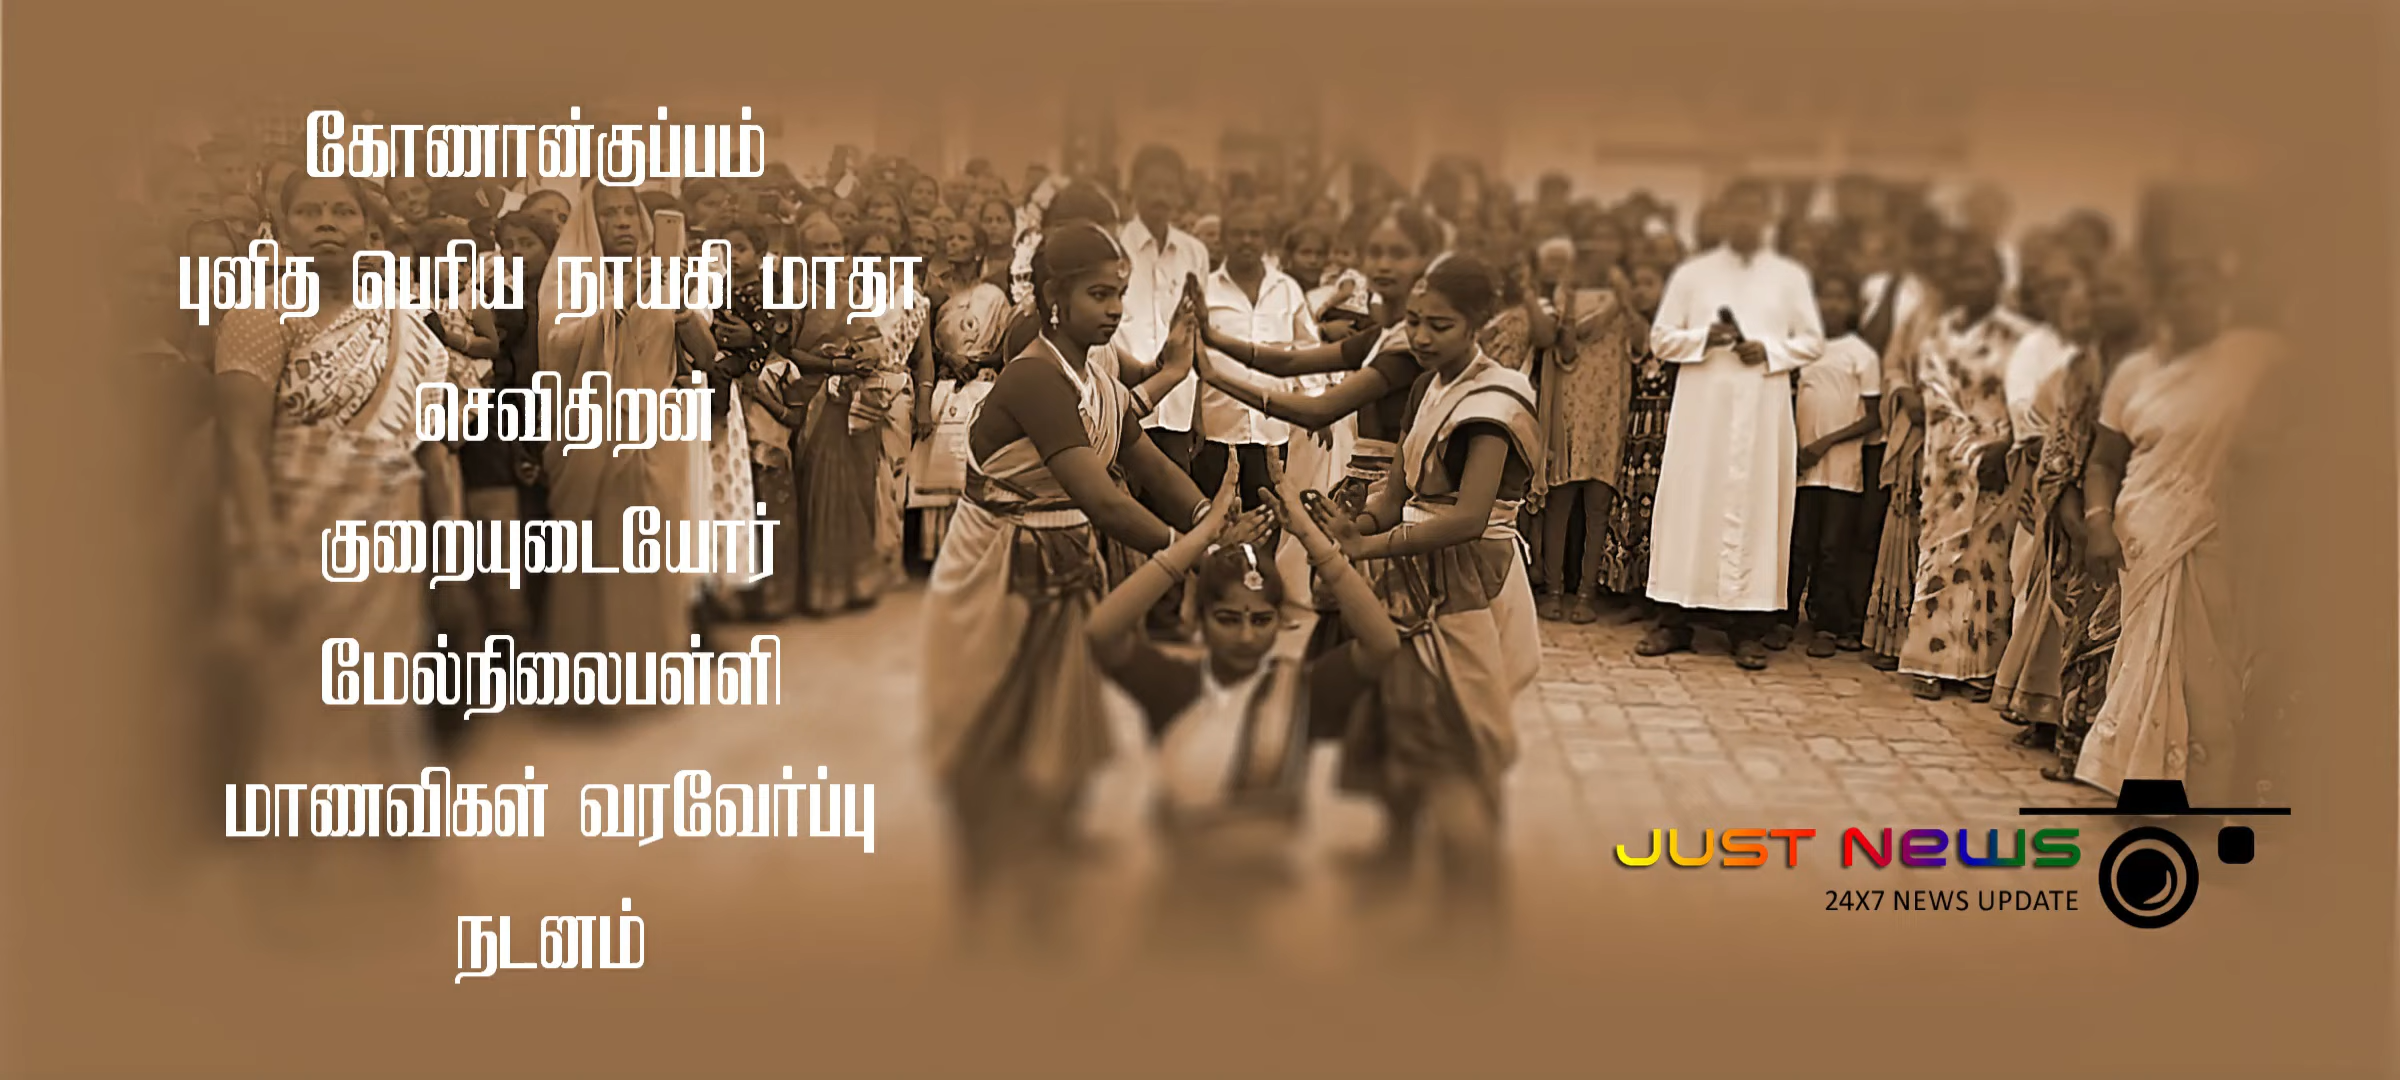 கோணான்குப்பம்
புனித பெரிய நாயகி மாதா
செவிதிறன்
குறையுடையோர்
மேல்நிலைபள்ளி
மாணவிகள் வரவேர்ப்பு
நடனம்
JUST NEWS
24X7 NEWS UPDATE